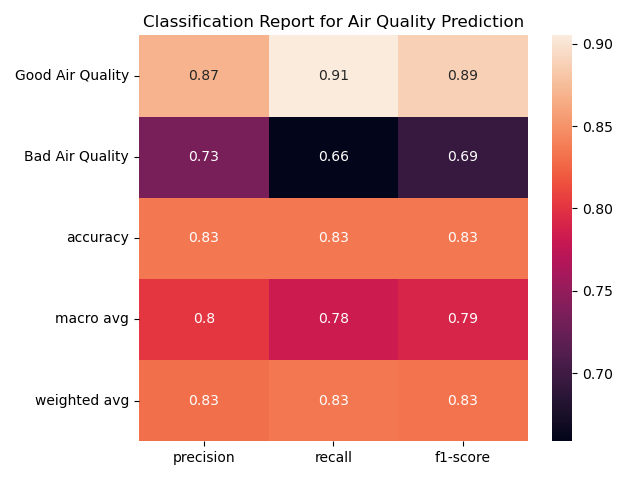 Classification Report for Air Quality Prediction
Good Air Quality 0.87 0.91 0.89
Bad Air Quality 0.73 0.66 0.69
accuracy 0.83 0.83 0.83
macro avg 0.8 0.78 0.79
weighted avg 0.83 0.83 0.83
precision recall f1-score
0.90
0.85
0.80
0.75
0.70